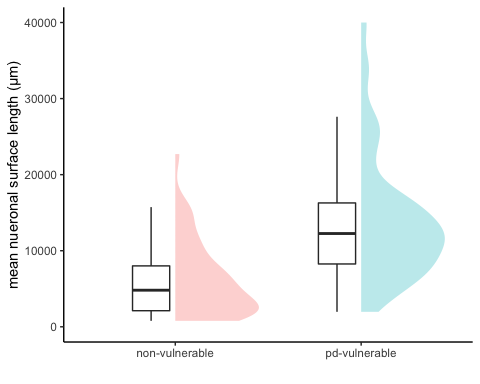 mean nueronal surface length (μm)
40000
30000
20000
10000
0
non-vulnerable
pd-vulnerable